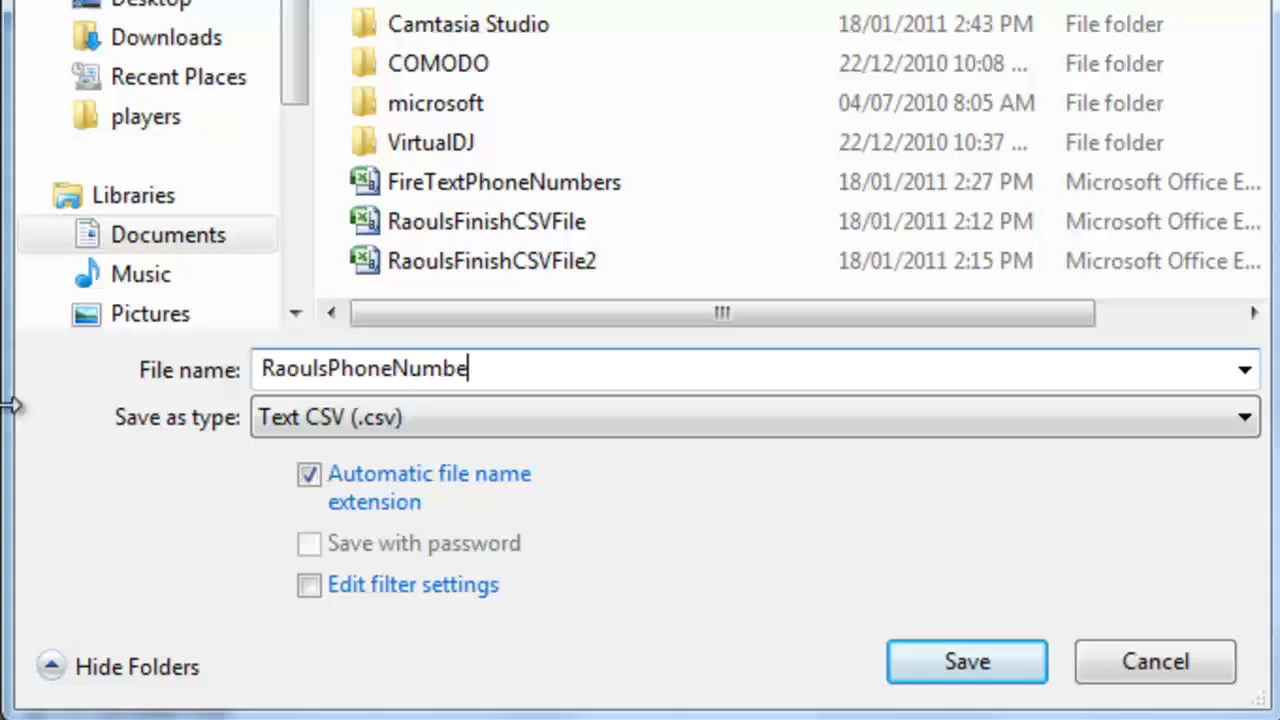 Desktop
Downloads
Recent Places
players
Libraries
Documents
Music
Pictures
Camtasia Studio 18/01/2011 2:43 PM File folder
COMODO 22/12/2010 10:08 ... File folder
microsoft 04/07/2010 8:05 AM File folder
VirtualDJ 22/12/2010 10:37 ... File folder
FireTextPhoneNumbers 18/01/2011 2:27 PM Microsoft Office E...
RaoulsFinishCSVFile 18/01/2011 2:12 PM Microsoft Office E...
RaoulsFinishCSVFile2 18/01/2011 2:15 PM Microsoft Office E...
File name: RaoulsPhoneNumbe
Save as type: Text CSV (.csv)
Automatic file name
extension
Save with password
Edit filter settings
Hide Folders
Save
Cancel